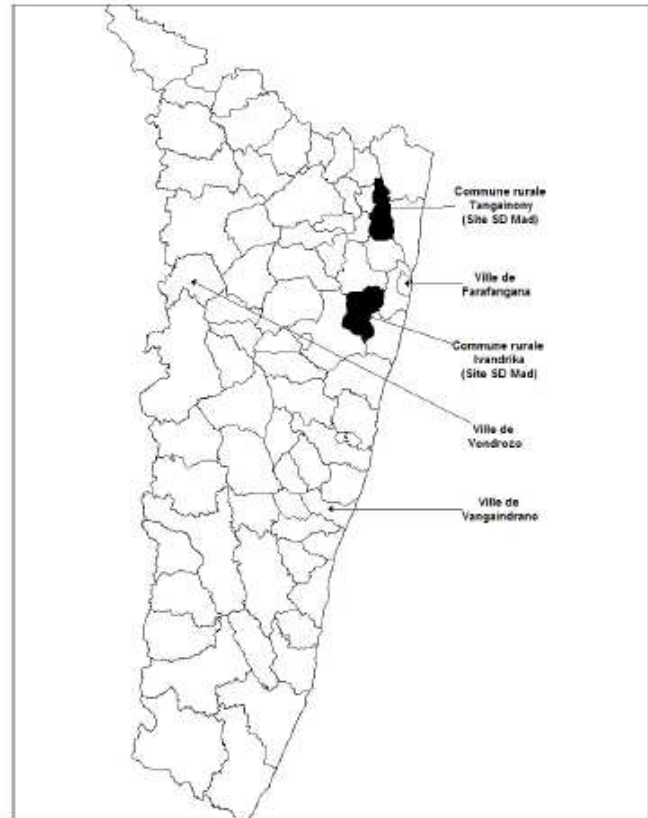 Commune rurale
Tangainony
(Site SD Mad)
Ville de
Farafangana
Commune rurale
Ivandrika
(Site SD Mad)
Ville de
Vondrozo
Ville de
Vangaindrano